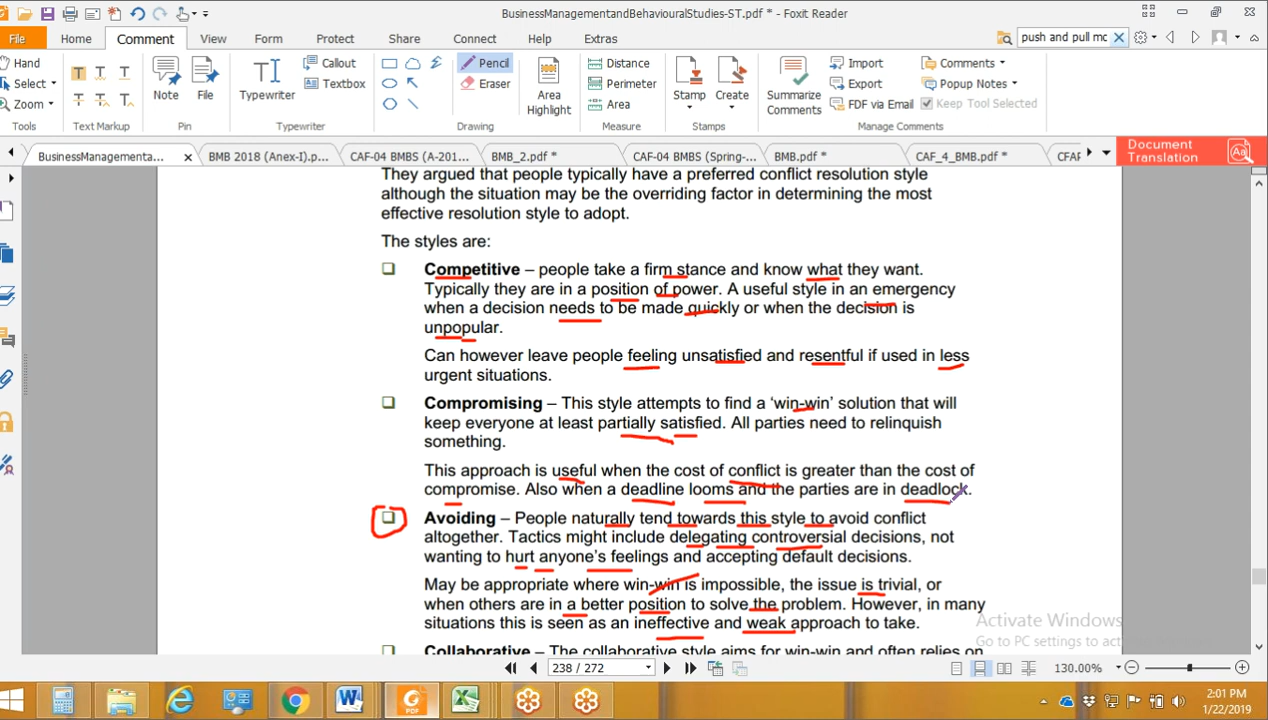 BusinessManagementandBehaviouralStudies-ST.pdf * - Foxit Reader
File Home Comment View Form Protect Share Connect Help Extras
push and pull mc
Hand
Select
Zoom
Tools
Text Markup
Note
File
Pin
Typewriter
Callout
Textbox
Typewriter
Pencil
Eraser
Area
Highlight
Drawing
Distance
Perimeter
Area
Measure
Stamp
Create
Stamps
Summarize
Comments
Import
Export
FDF via Email
Comments
Popup Notes
Keep Tool Selected
Manage Comments
BusinessManagementa... BMB 2018 (Anex-I).p... CAF-04 BMBS (A-201... BMB_2.pdf * CAF-04 BMBS (Spring-... BMB.pdf * CAF_4_BMB.pdf * CFAP
Document
Translation
They argued that people typically have a preferred conflict resolution style
although the situation may be the overriding factor in determining the most
effective resolution style to adopt.
The styles are:
Competitive – people take a firm stance and know what they want.
Typically they are in a position of power. A useful style in an emergency
when a decision needs to be made quickly or when the decision is
unpopular.
Can however leave people feeling unsatisfied and resentful if used in less
urgent situations.
Compromising – This style attempts to find a ‘win-win’ solution that will
keep everyone at least partially satisfied. All parties need to relinquish
something.
This approach is useful when the cost of conflict is greater than the cost of
compromise. Also when a deadline looms and the parties are in deadlock.
Avoiding – People naturally tend towards this style to avoid conflict
altogether. Tactics might include delegating controversial decisions, not
wanting to hurt anyone’s feelings and accepting default decisions.
May be appropriate where win-win is impossible, the issue is trivial, or
when others are in a better position to solve the problem. However, in many
situations this is seen as an ineffective and weak approach to take.
Collaborative – The collaborative style aims for win-win and often relies on
Activate Windows
Go to PC settings to
238 / 272
130.00%
2:01 PM
1/22/2019